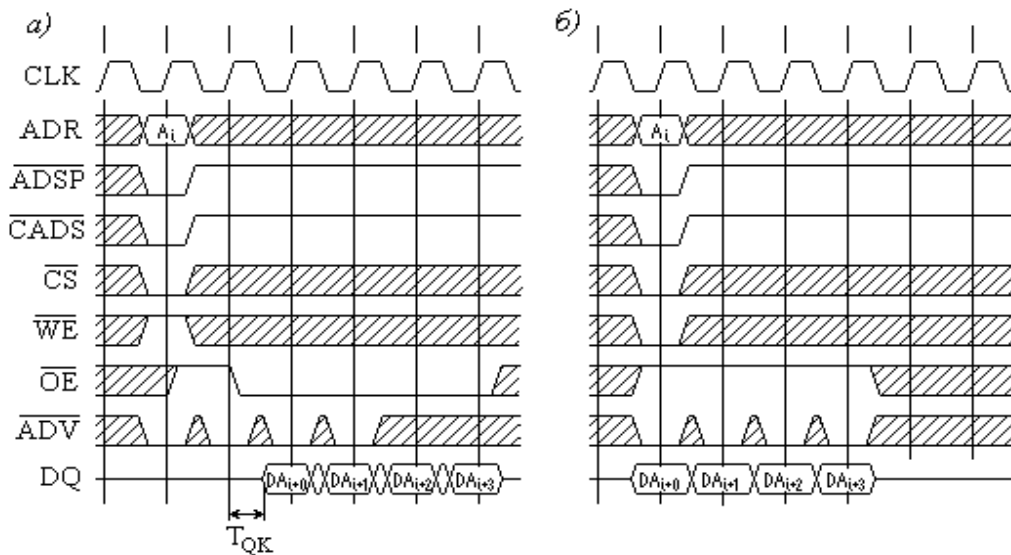 а) б)
CLK
ADR Ai Ai
ADSP
CADS
CS
WE
OE
ADV
DQ DAi+0 DAi+1 DAi+2 DAi+3 DAi+0 DAi+1 DAi+2 DAi+3
TQK